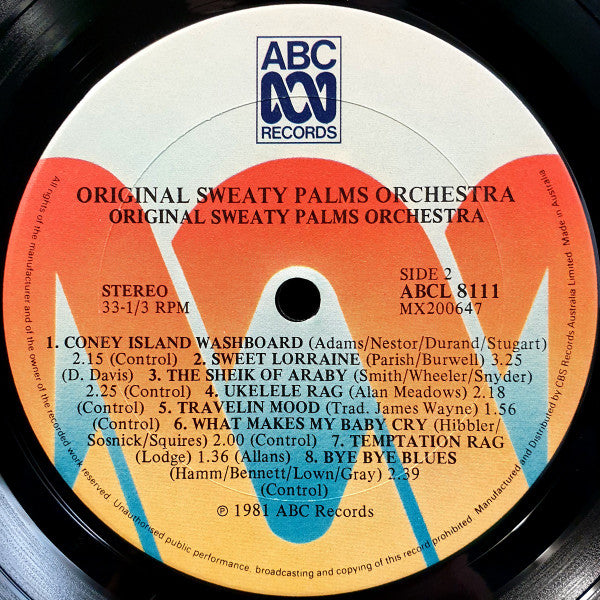 ABC
RECORDS
ORIGINAL SWEATY PALMS ORCHESTRA
ORIGINAL SWEATY PALMS ORCHESTRA
STEREO
33-1/3 RPM
SIDE 2
ABCL 8111
MX200647
1. CONEY ISLAND WASHBOARD (Adams/Nestor/Durand/Stugart)
2.15 (Control) 2. SWEET LORRAINE (Parish/Burwell) 3.25
(D. Davis) 3. THE SHEIK OF ARABY (Smith/Wheeler/Snyder)
2.25 (Control) 4. UKELELE RAG (Alan Meadows) 2.18
(Control) 5. TRAVELIN MOOD (Trad. James Wayne) 1.56
(Control) 6. WHAT MAKES MY BABY CRY (Hibbler/
Sosnick/Squires) 2.00 (Control) 7. TEMPTATION RAG
(Lodge) 1.36 (Allans) 8. BYE BYE BLUES
(Hamm/Bennett/Lown/Gray) 2.39
(Control)
℗ 1981 ABC Records
All rights of the manufacturer and of the owner of the recorded work reserved. Unauthorised public performance, broadcasting and copying of this record prohibited. Manufactured and Distributed by CBS Records Australia Limited. Made in Australia.